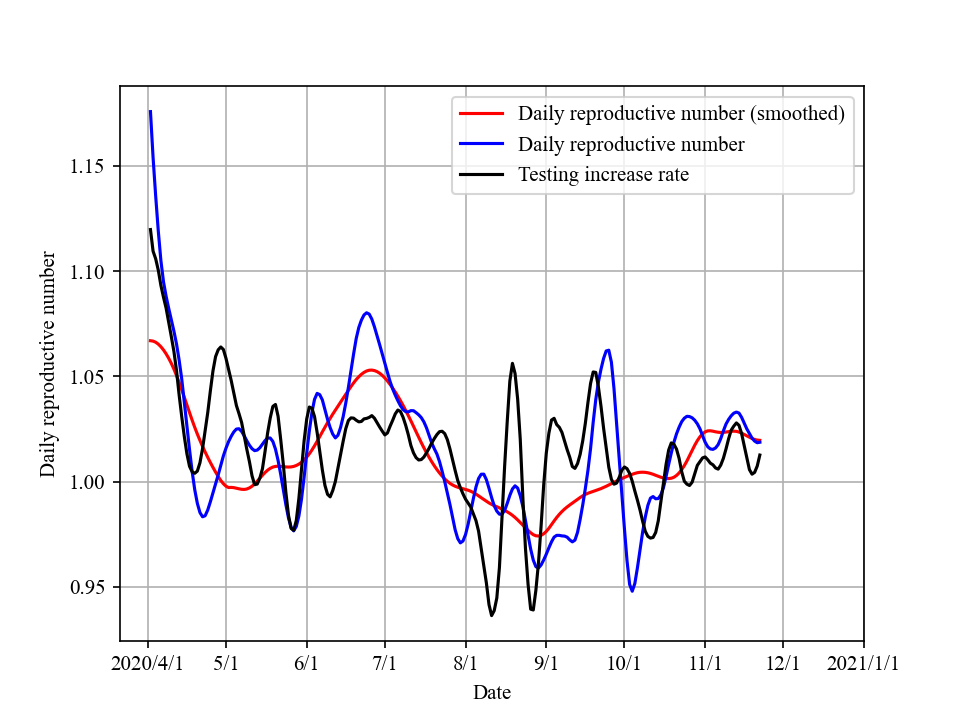 Daily reproductive number (smoothed)
Daily reproductive number
Testing increase rate
Daily reproductive number
1.15
1.10
1.05
1.00
0.95
2020/4/1 5/1 6/1 7/1 8/1 9/1 10/1 11/1 12/1 2021/1/1
Date